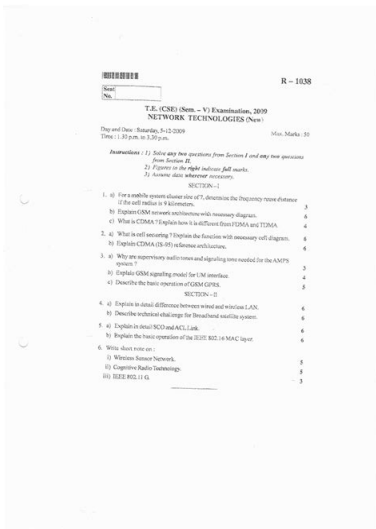 R – 1038
Seat
No.
T.E. (CSE) (Sem. – V) Examination, 2009
NETWORK TECHNOLOGIES (New)
Day and Date : Saturday, 5-12-2009
Max. Marks : 50
Time : 1.30 p.m. to 3.30 p.m.
Instructions : 1) Solve any two questions from Section I and any two questions
from Section II.
2) Figures to the right indicate full marks.
3) Assume data wherever necessary.
SECTION – I
1. a) For a mobile system cluster size of 7, determine the frequency reuse distance
if the cell radius is 9 kilometers. 3
b) Explain GSM network architecture with necessary diagram. 6
c) What is CDMA ? Explain how it is different from FDMA and TDMA. 4
2. a) What is cell sectoring ? Explain the function with necessary cell diagram. 6
b) Explain CDMA (IS-95) reference architecture. 6
3. a) Why are supervisory audio tones and signaling tone needed for the AMPS
system ? 3
b) Explain GSM signaling model for UM interface. 4
c) Describe the basic operation of GSM GPRS. 5
SECTION – II
4. a) Explain in detail difference between wired and wireless LAN. 6
b) Describe technical challenge for Broadband satellite system. 6
5. a) Explain in detail SCO and ACL Link. 6
b) Explain the basic operation of the IEEE 802.16 MAC layer. 6
6. Write short note on :
i) Wireless Sensor Network. 5
ii) Cognitive Radio Technology. 5
iii) IEEE 802.11 G. 3